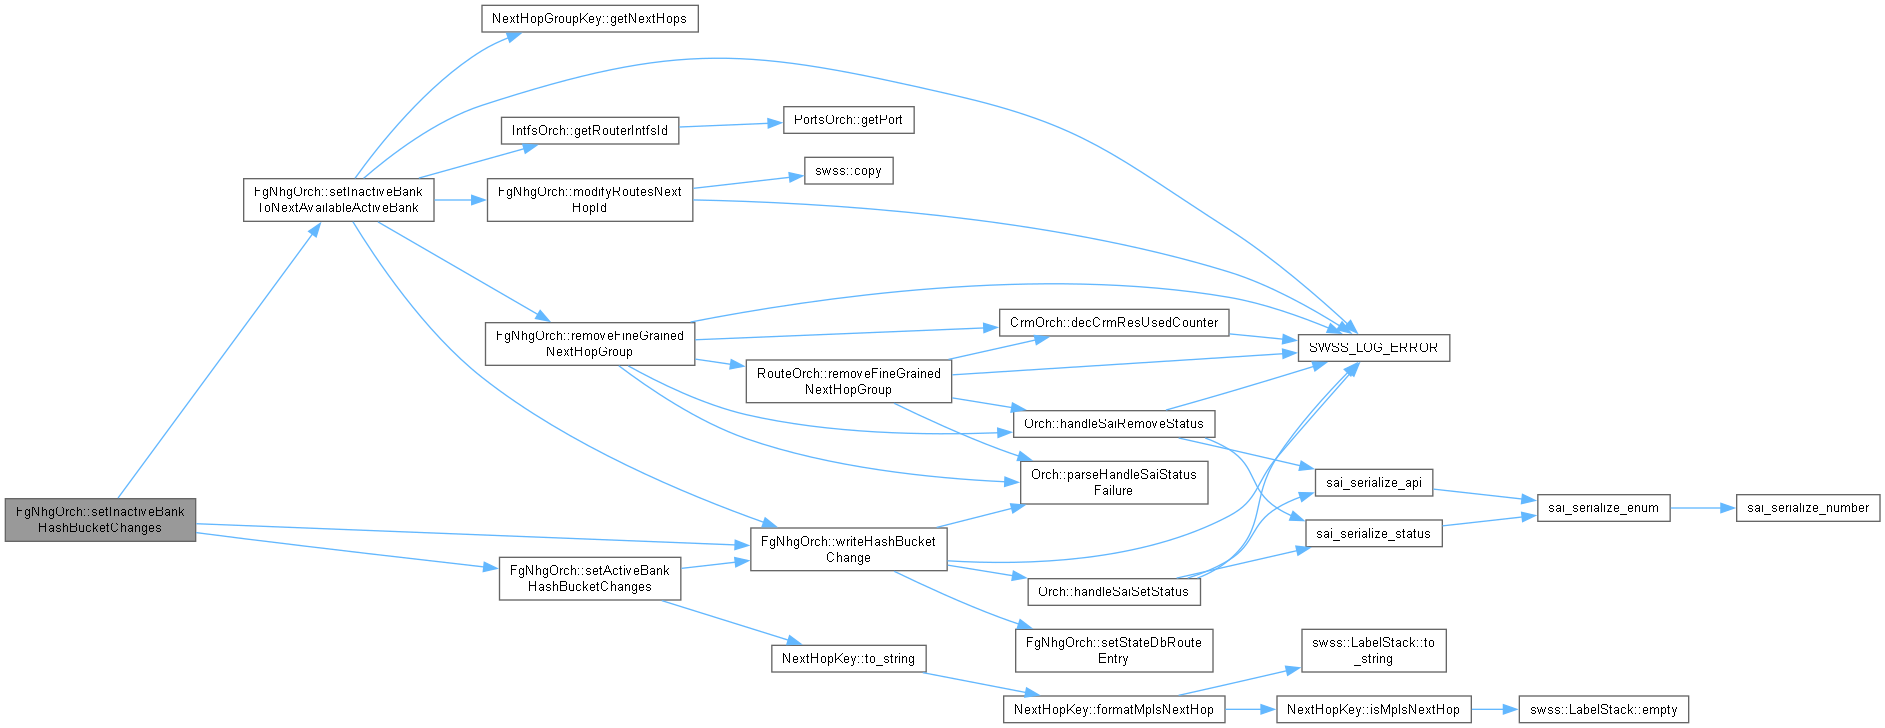 NextHopGroupKey::getNextHops
IntfsOrch::getRouterIntfsId
PortsOrch::getPort
swss::copy
FgNhgOrch::setInactiveBank
ToNextAvailableActiveBank
FgNhgOrch::modifyRoutesNext
HopId
FgNhgOrch::removeFineGrained
NextHopGroup
CrmOrch::decCrmResUsedCounter
SWSS_LOG_ERROR
RouteOrch::removeFineGrained
NextHopGroup
Orch::handleSaiRemoveStatus
Orch::parseHandleSaiStatus
Failure
sai_serialize_api
sai_serialize_enum
sai_serialize_number
sai_serialize_status
FgNhgOrch::setInactiveBank
HashBucketChanges
FgNhgOrch::writeHashBucket
Change
FgNhgOrch::setActiveBank
HashBucketChanges
Orch::handleSaiSetStatus
FgNhgOrch::setStateDbRoute
Entry
NextHopKey::to_string
swss::LabelStack::to
_string
NextHopKey::formatMplsNextHop
NextHopKey::isMplsNextHop
swss::LabelStack::empty